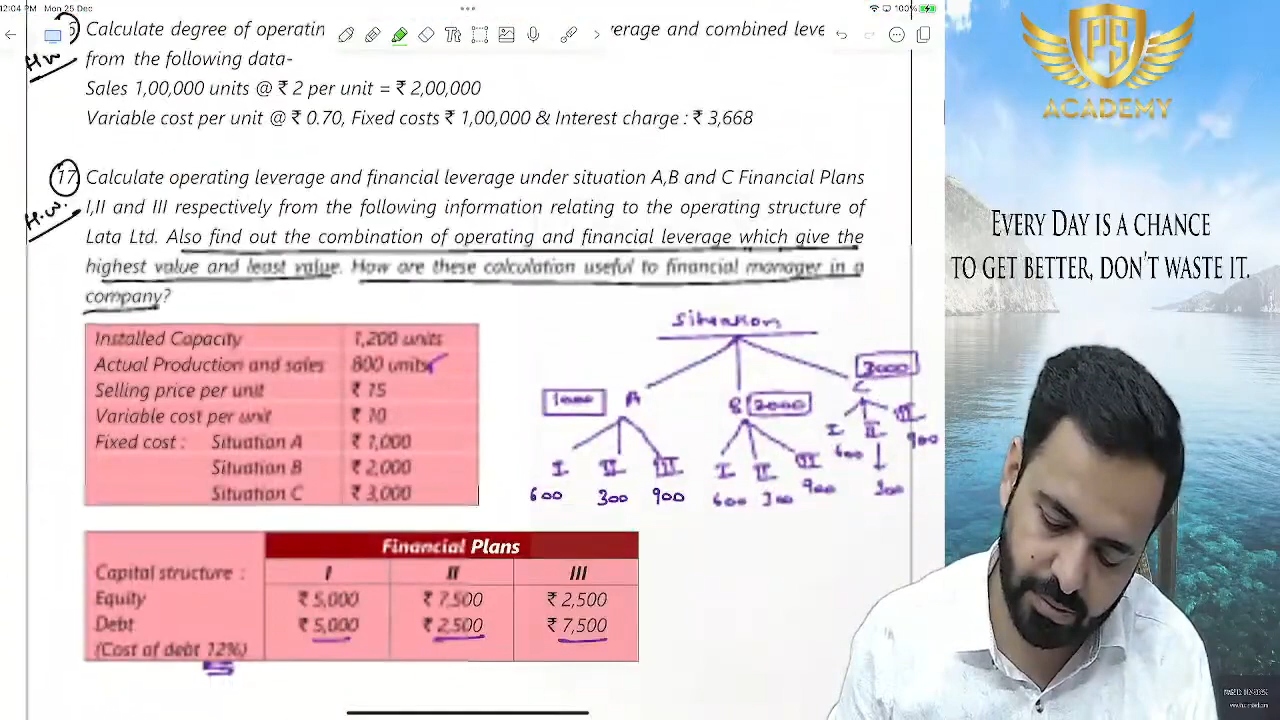 12:04 PM Mon 25 Dec
100%
Calculate degree of operatin erage and combined leve
H.W from the following data-
Sales 1,00,000 units @ ₹ 2 per unit = ₹ 2,00,000
Variable cost per unit @ ₹ 0.70, Fixed cost ₹ 1,00,000 & Interest charge : ₹ 3,668
17 Calculate operating leverage and financial leverage under situation A,B and C Financial Plans
H.W. I,II and III respectively from the following information relating to the operating structure of
Lata Ltd. Also find out the combination of operating and financial leverage which give the
highest value and least value. How are these calculation useful to financial manager in a
company?
Installed Capacity 1,200 units
Actual Production and sales 800 units
Selling price per unit ₹ 15
Variable cost per unit ₹ 10
Fixed cost : Situation A ₹ 1,000
Situation B ₹ 2,000
Situation C ₹ 3,000
Situation
1000 A B 2000 3000 C
I II III I II III I II III
600 300 900 600 300 900 600 300 900
Financial Plans
Capital structure : I II III
Equity ₹ 5,000 ₹ 7,500 ₹ 2,500
Debt ₹ 5,000 ₹ 2,500 ₹ 7,500
(Cost of debt 12%)
PS
ACADEMY
EVERY DAY IS A CHANCE
TO GET BETTER, DON'T WASTE IT.